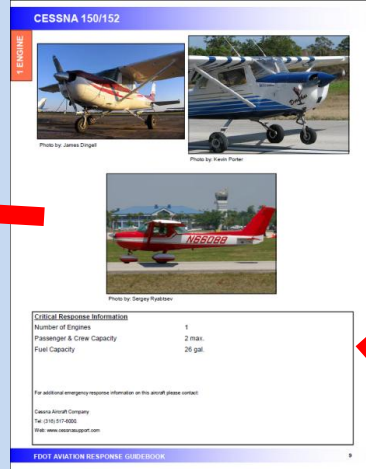 CESSNA 150/152
1 ENGINE
Photo by: James Dingell
Photo by: Kevin Porter
N66088
Photo by: Sergey Ryabtsev
Critical Response Information
Number of Engines 1
Passenger & Crew Capacity 2 max.
Fuel Capacity 26 gal.
For additional emergency response information on this aircraft please contact:
Cessna Aircraft Company
Tel: (316) 517-6000
Web: www.cessnasupport.com
FDOT AVIATION RESPONSE GUIDEBOOK 9